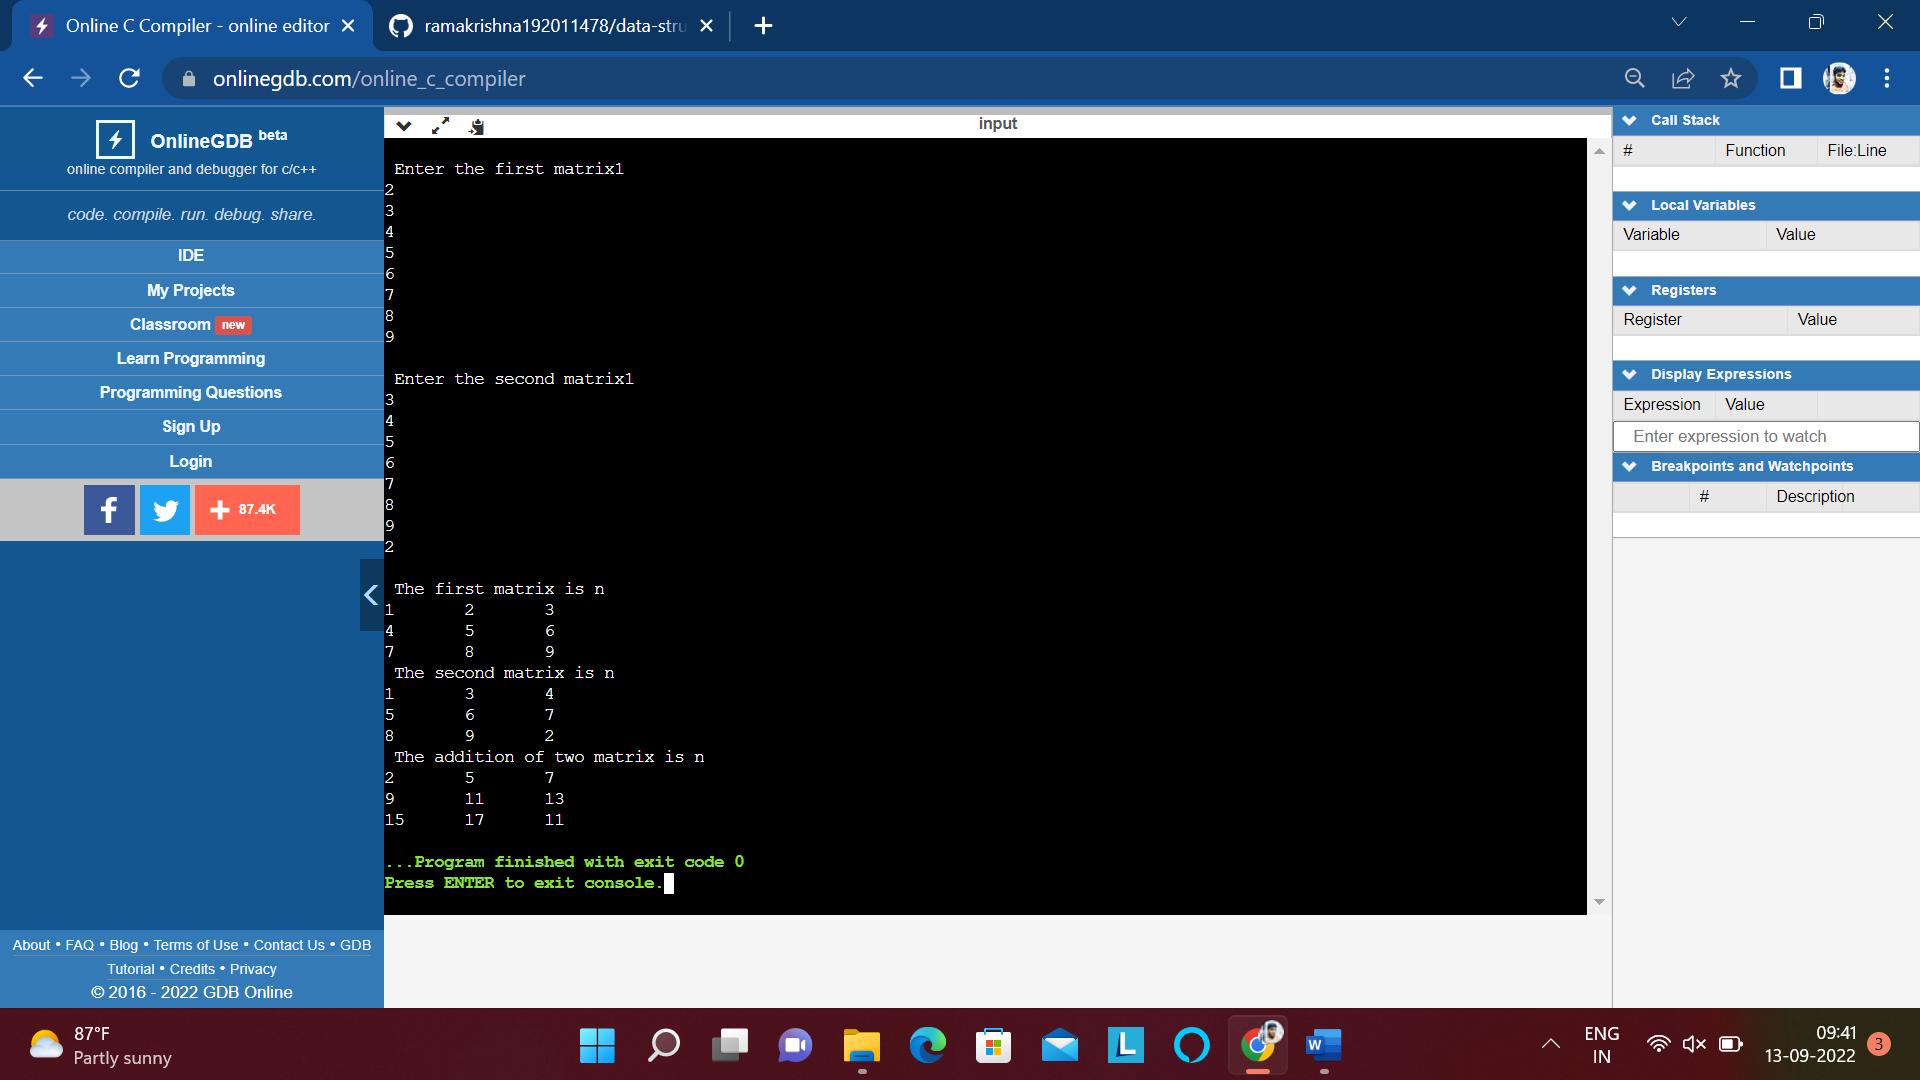 Online C Compiler - online editor
ramakrishna192011478/data-stru
onlinegdb.com/online_c_compiler
OnlineGDB beta
online compiler and debugger for c/c++
code. compile. run. debug. share.
IDE
My Projects
Classroom new
Learn Programming
Programming Questions
Sign Up
Login
f
+ 87.4K
About • FAQ • Blog • Terms of Use • Contact Us • GDB
Tutorial • Credits • Privacy
© 2016 - 2022 GDB Online
input
Enter the first matrix1
2
3
4
5
6
7
8
9
Enter the second matrix1
3
4
5
6
7
8
9
2
The first matrix is n
1 2 3
4 5 6
7 8 9
The second matrix is n
1 3 4
5 6 7
8 9 2
The addition of two matrix is n
2 5 7
9 11 13
15 17 11
...Program finished with exit code 0
Press ENTER to exit console.
Call Stack
# Function File:Line
Local Variables
Variable Value
Registers
Register Value
Display Expressions
Expression Value
Enter expression to watch
Breakpoints and Watchpoints
# Description
87°F
Partly sunny
L
W
ENG
IN
09:41
13-09-2022
3